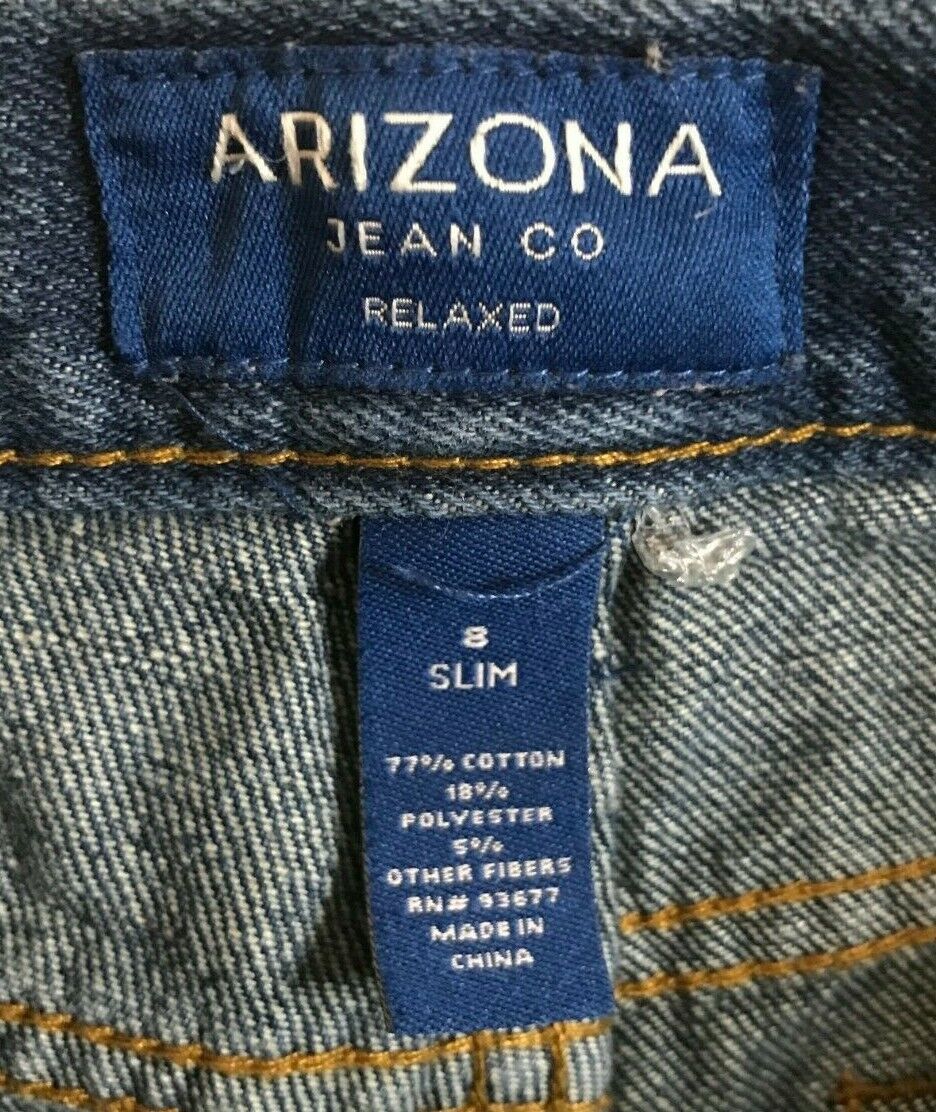 ARIZONA
JEAN CO
RELAXED
8
SLIM
77% COTTON
18%
POLYESTER
5%
OTHER FIBERS
RN# 93677
MADE IN
CHINA